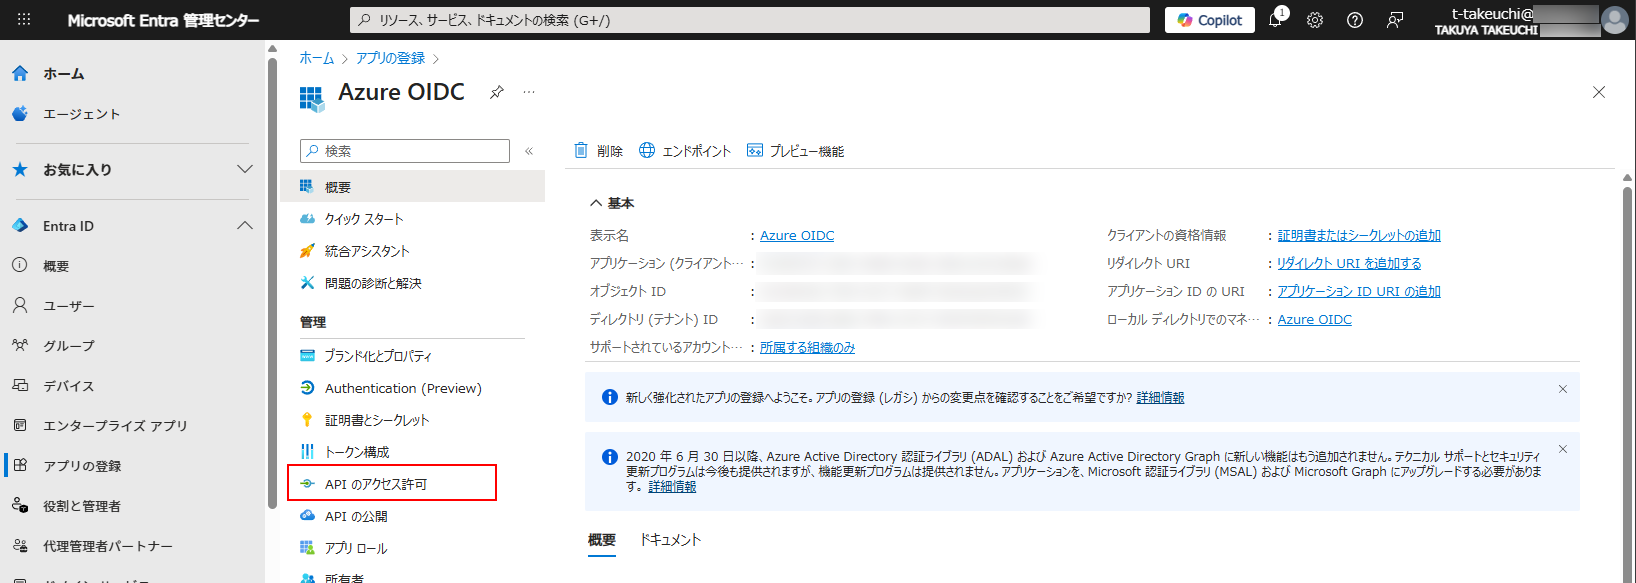 Microsoft Entra 管理センター
リソース、サービス、ドキュメントの検索 (G+/)
Copilot
1
t-takeuchi@
TAKUYA TAKEUCHI
ホーム
エージェント
お気に入り
Entra ID
概要
ユーザー
グループ
デバイス
エンタープライズ アプリ
アプリの登録
役割と管理者
代理管理者パートナー
ホーム > アプリの登録 >
Azure OIDC
検索
概要
クイック スタート
統合アシスタント
問題の診断と解決
管理
ブランド化とプロパティ
Authentication (Preview)
証明書とシークレット
トークン構成
API のアクセス許可
API の公開
アプリ ロール
所有者
削除
エンドポイント
プレビュー機能
基本
表示名 : Azure OIDC
アプリケーション (クライアント… :
オブジェクト ID :
ディレクトリ (テナント) ID :
サポートされているアカウント… : 所属する組織のみ
クライアントの資格情報 : 証明書またはシークレットの追加
リダイレクト URI : リダイレクト URI を追加する
アプリケーション ID の URI : アプリケーション ID URI の追加
ローカル ディレクトリでのマネ… : Azure OIDC
新しく強化されたアプリの登録へようこそ。アプリの登録 (レガシ) からの変更点を確認することをご希望ですか? 詳細情報
2020 年 6 月 30 日以降、Azure Active Directory 認証ライブラリ (ADAL) および Azure Active Directory Graph に新しい機能はもう追加されません。テクニカル サポートとセキュリティ
更新プログラムは今後も提供されますが、機能更新プログラムは提供されません。アプリケーションを、Microsoft 認証ライブラリ (MSAL) および Microsoft Graph にアップグレードする必要がありま
す。 詳細情報
概要
ドキュメント